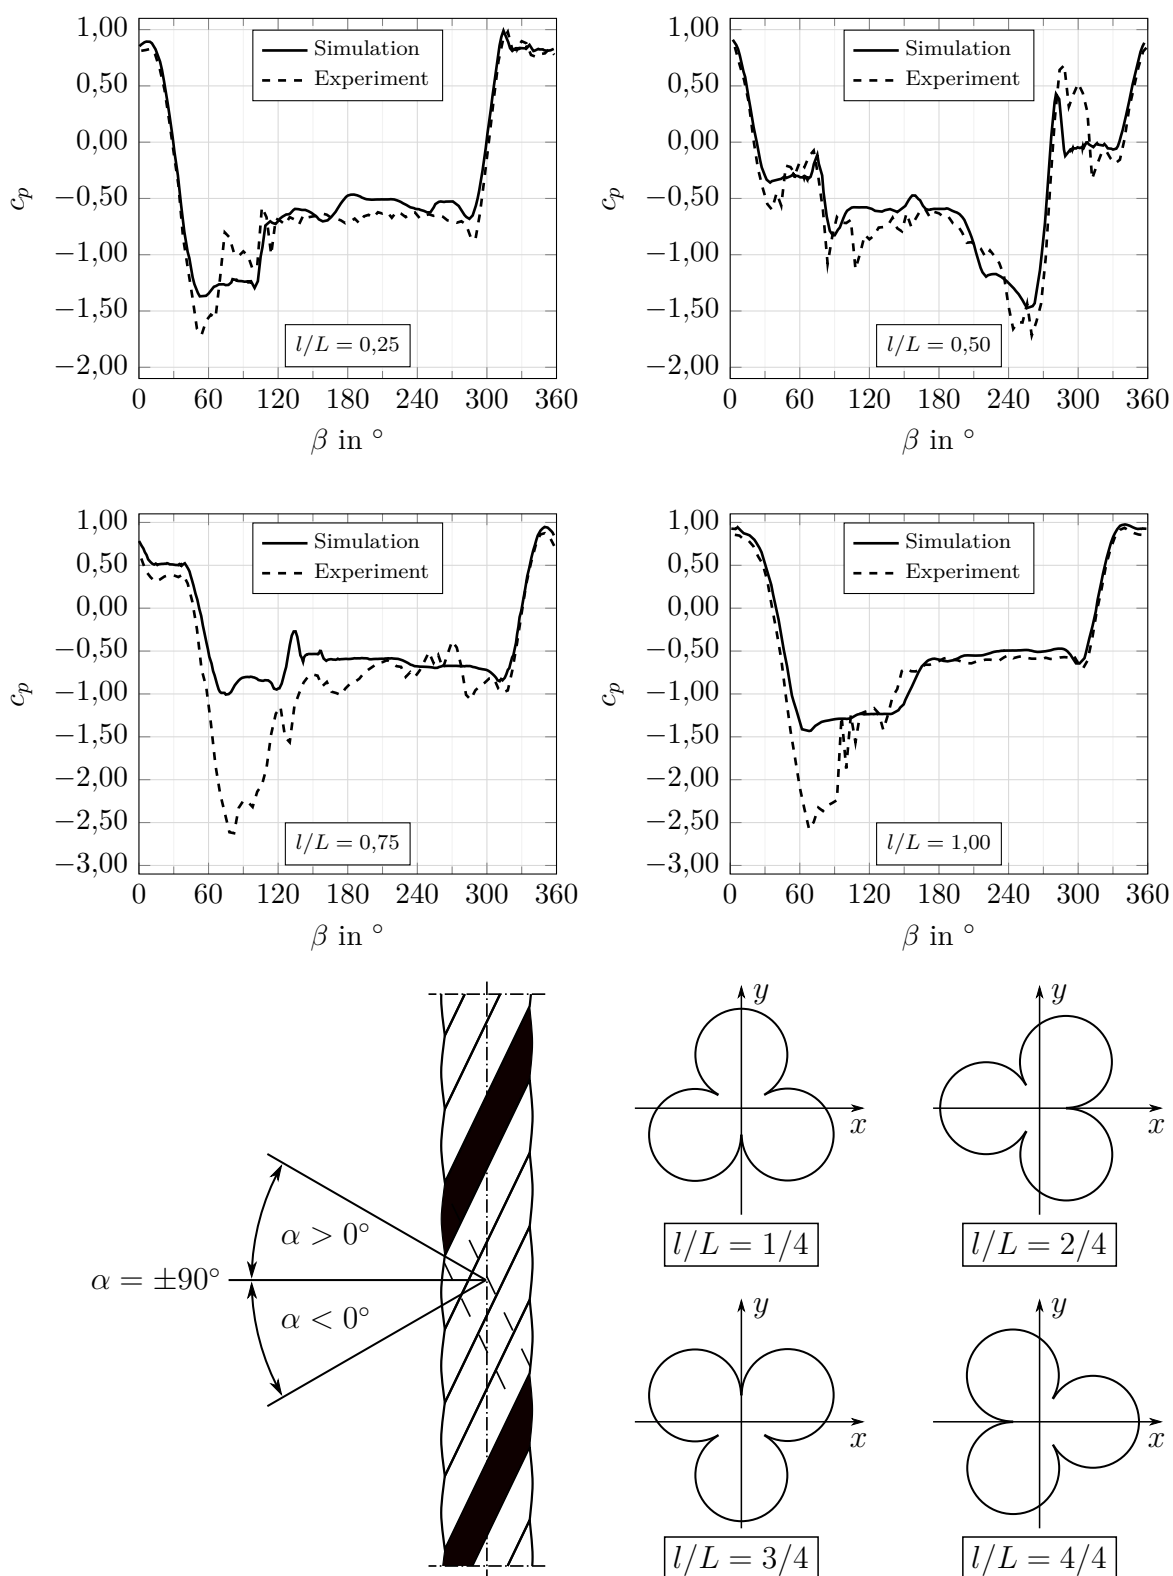 1,00
0,50
0,00
−0,50
−1,00
−1,50
−2,00
c_p
Simulation
Experiment
l/L = 0,25
0 60 120 180 240 300 360
β in °
1,00
0,50
0,00
−0,50
−1,00
−1,50
−2,00
c_p
Simulation
Experiment
l/L = 0,50
0 60 120 180 240 300 360
β in °
1,00
0,50
0,00
−0,50
−1,00
−1,50
−2,00
−2,50
−3,00
c_p
Simulation
Experiment
l/L = 0,75
0 60 120 180 240 300 360
β in °
1,00
0,50
0,00
−0,50
−1,00
−1,50
−2,00
−2,50
−3,00
c_p
Simulation
Experiment
l/L = 1,00
0 60 120 180 240 300 360
β in °
α > 0°
α = ±90°
α < 0°
y
x
l/L = 1/4
y
x
l/L = 2/4
y
x
l/L = 3/4
y
x
l/L = 4/4